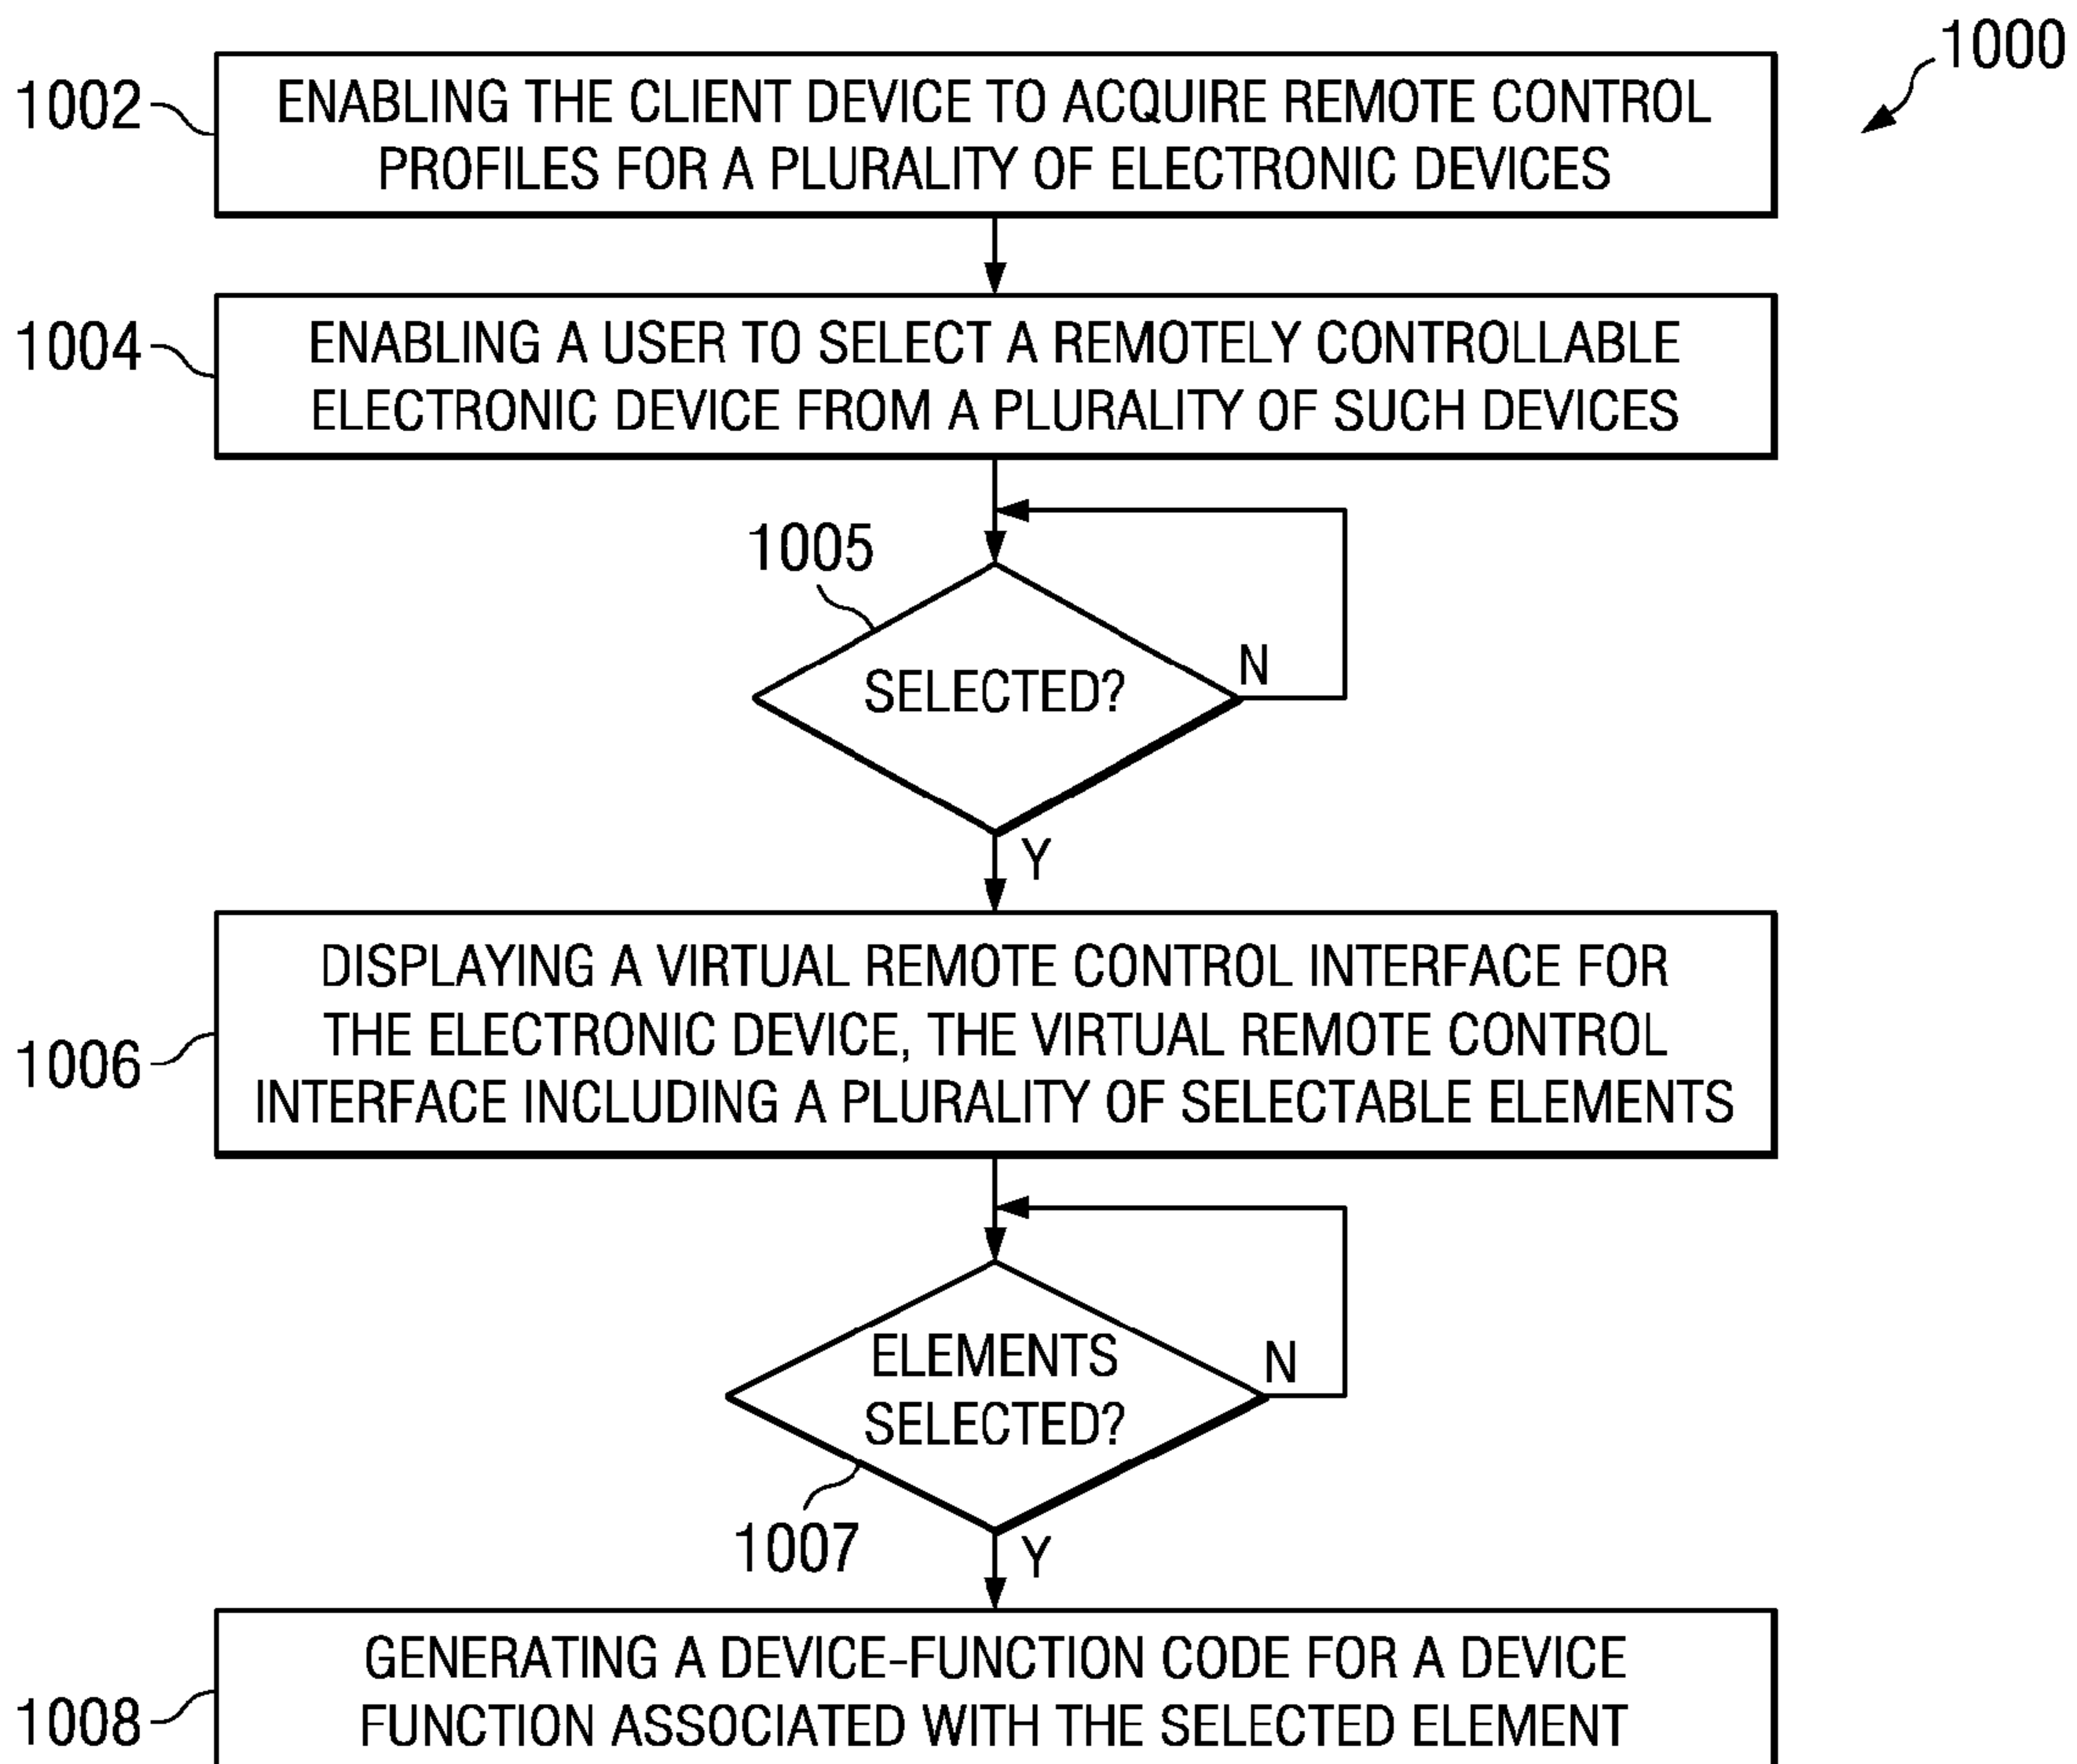 1000
1002
ENABLING THE CLIENT DEVICE TO ACQUIRE REMOTE CONTROL
PROFILES FOR A PLURALITY OF ELECTRONIC DEVICES
1004
ENABLING A USER TO SELECT A REMOTELY CONTROLLABLE
ELECTRONIC DEVICE FROM A PLURALITY OF SUCH DEVICES
1005
SELECTED?
N
Y
1006
DISPLAYING A VIRTUAL REMOTE CONTROL INTERFACE FOR
THE ELECTRONIC DEVICE, THE VIRTUAL REMOTE CONTROL
INTERFACE INCLUDING A PLURALITY OF SELECTABLE ELEMENTS
ELEMENTS
SELECTED?
N
1007
Y
1008
GENERATING A DEVICE-FUNCTION CODE FOR A DEVICE
FUNCTION ASSOCIATED WITH THE SELECTED ELEMENT